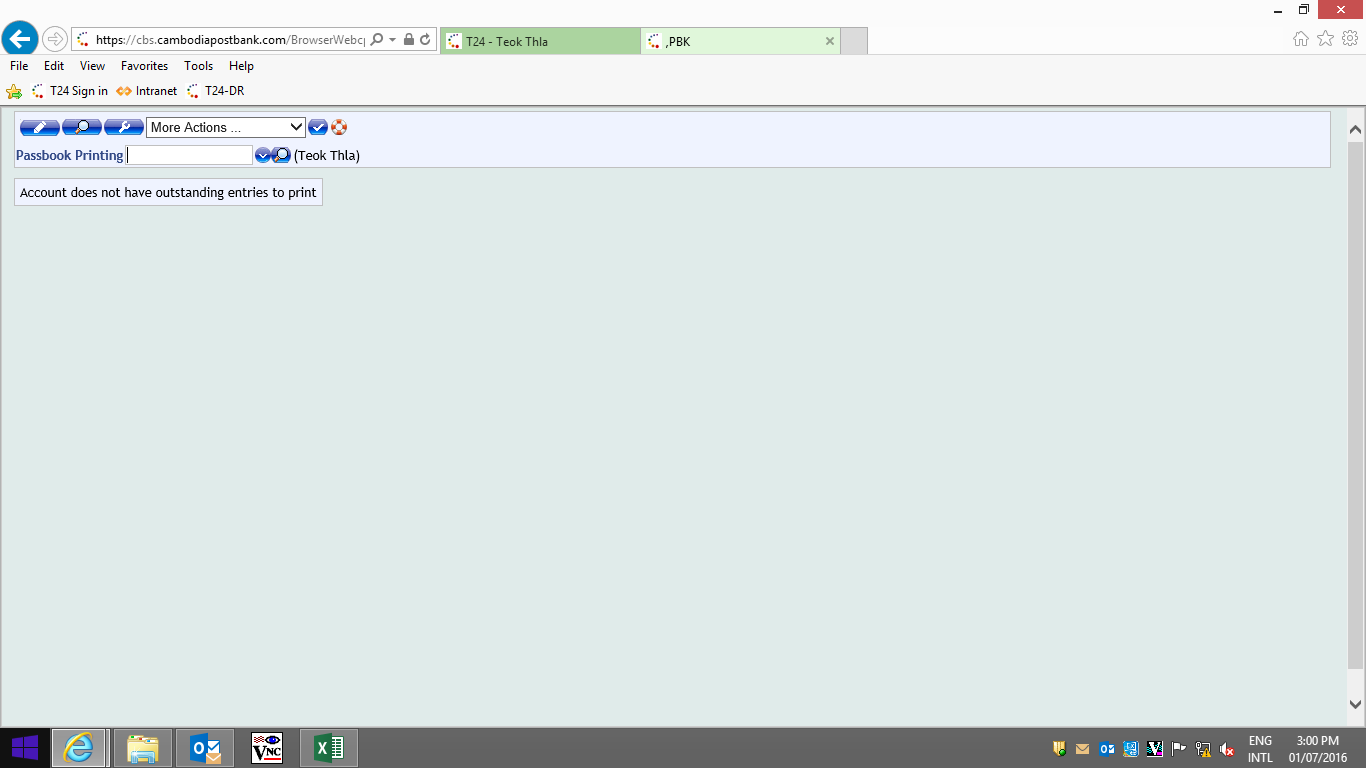 https://cbs.cambodiapostbank.com/BrowserWebc
T24 - Teok Thla
,PBK
File Edit View Favorites Tools Help
T24 Sign in Intranet T24-DR
More Actions ...
Passbook Printing (Teok Thla)
Account does not have outstanding entries to print
ENG 3:00 PM
INTL 01/07/2016